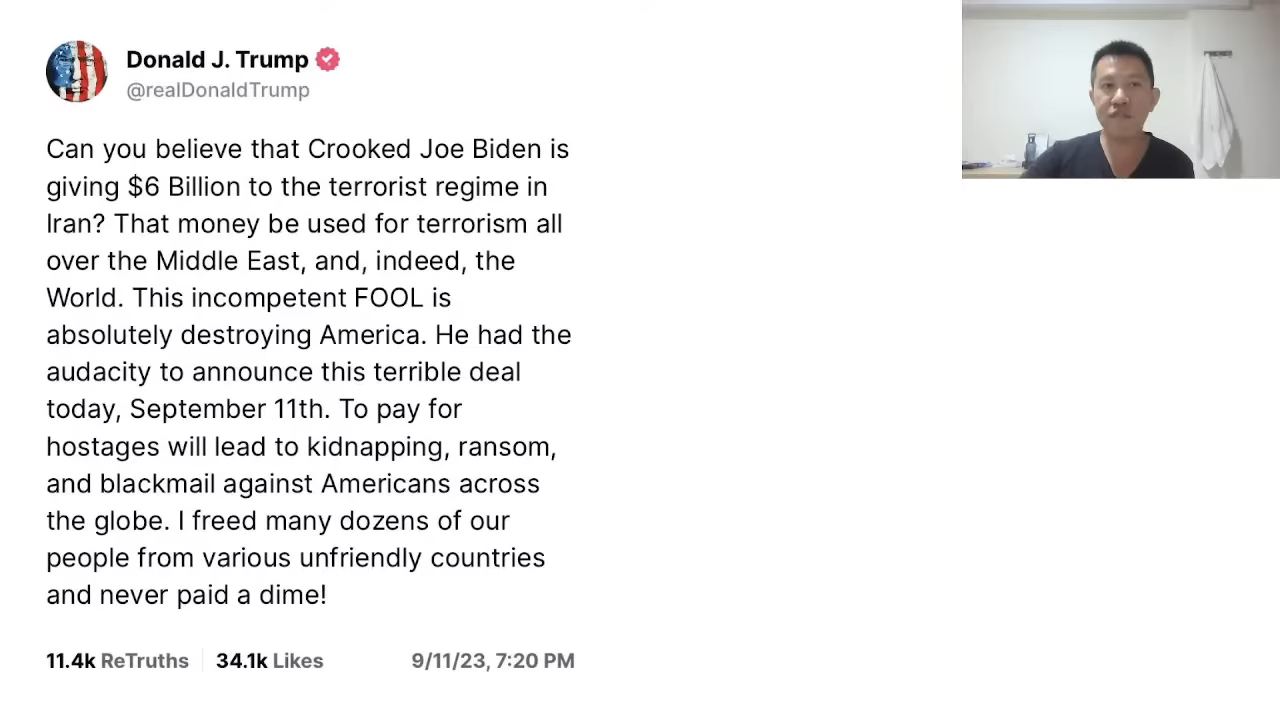 Donald J. Trump
@realDonaldTrump
Can you believe that Crooked Joe Biden is
giving $6 Billion to the terrorist regime in
Iran? That money be used for terrorism all
over the Middle East, and, indeed, the
World. This incompetent FOOL is
absolutely destroying America. He had the
audacity to announce this terrible deal
today, September 11th. To pay for
hostages will lead to kidnapping, ransom,
and blackmail against Americans across
the globe. I freed many dozens of our
people from various unfriendly countries
and never paid a dime!
11.4k ReTruths 34.1k Likes 9/11/23, 7:20 PM